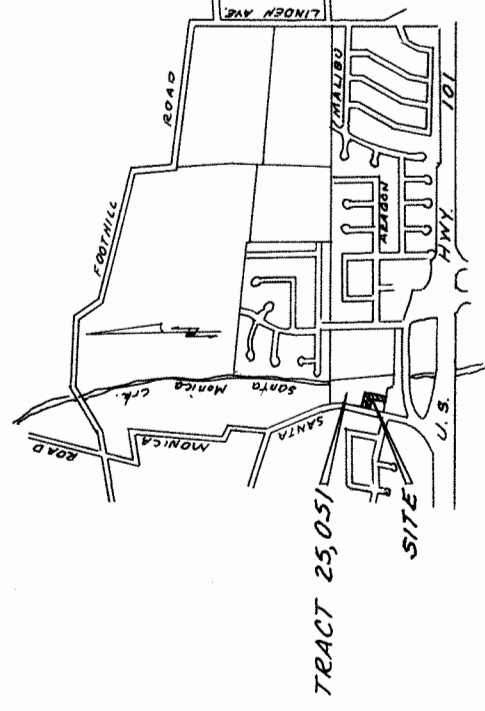 LINDEN AVE.
ROAD
FOOTHILL
(MALIBU
ARAGON
101
HWY.
U.S.
Santa
Monica
Crk.
SANTA
MONICA
ROAD
TRACT 25,051
SITE